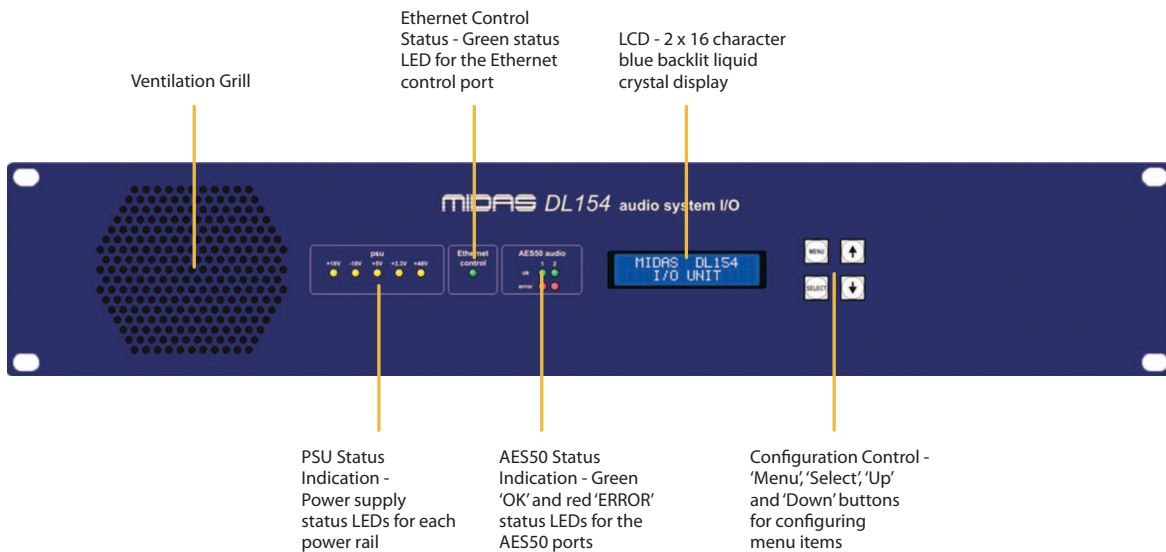 Ethernet Control
Status - Green status
LED for the Ethernet
control port
LCD - 2 x 16 character
blue backlit liquid
crystal display
Ventilation Grill
MIDAS DL154 audio system I/O
psu
+18V -18V +5V +3.3V +48V
Ethernet
control
AES50 audio
1 2
ok
error
MIDAS DL154
I/O UNIT
MENU
SELECT
PSU Status
Indication -
Power supply
status LEDs for each
power rail
AES50 Status
Indication - Green
‘OK’ and red ‘ERROR’
status LEDs for the
AES50 ports
Configuration Control -
‘Menu’, ‘Select’, ‘Up’
and ‘Down’ buttons
for configuring
menu items